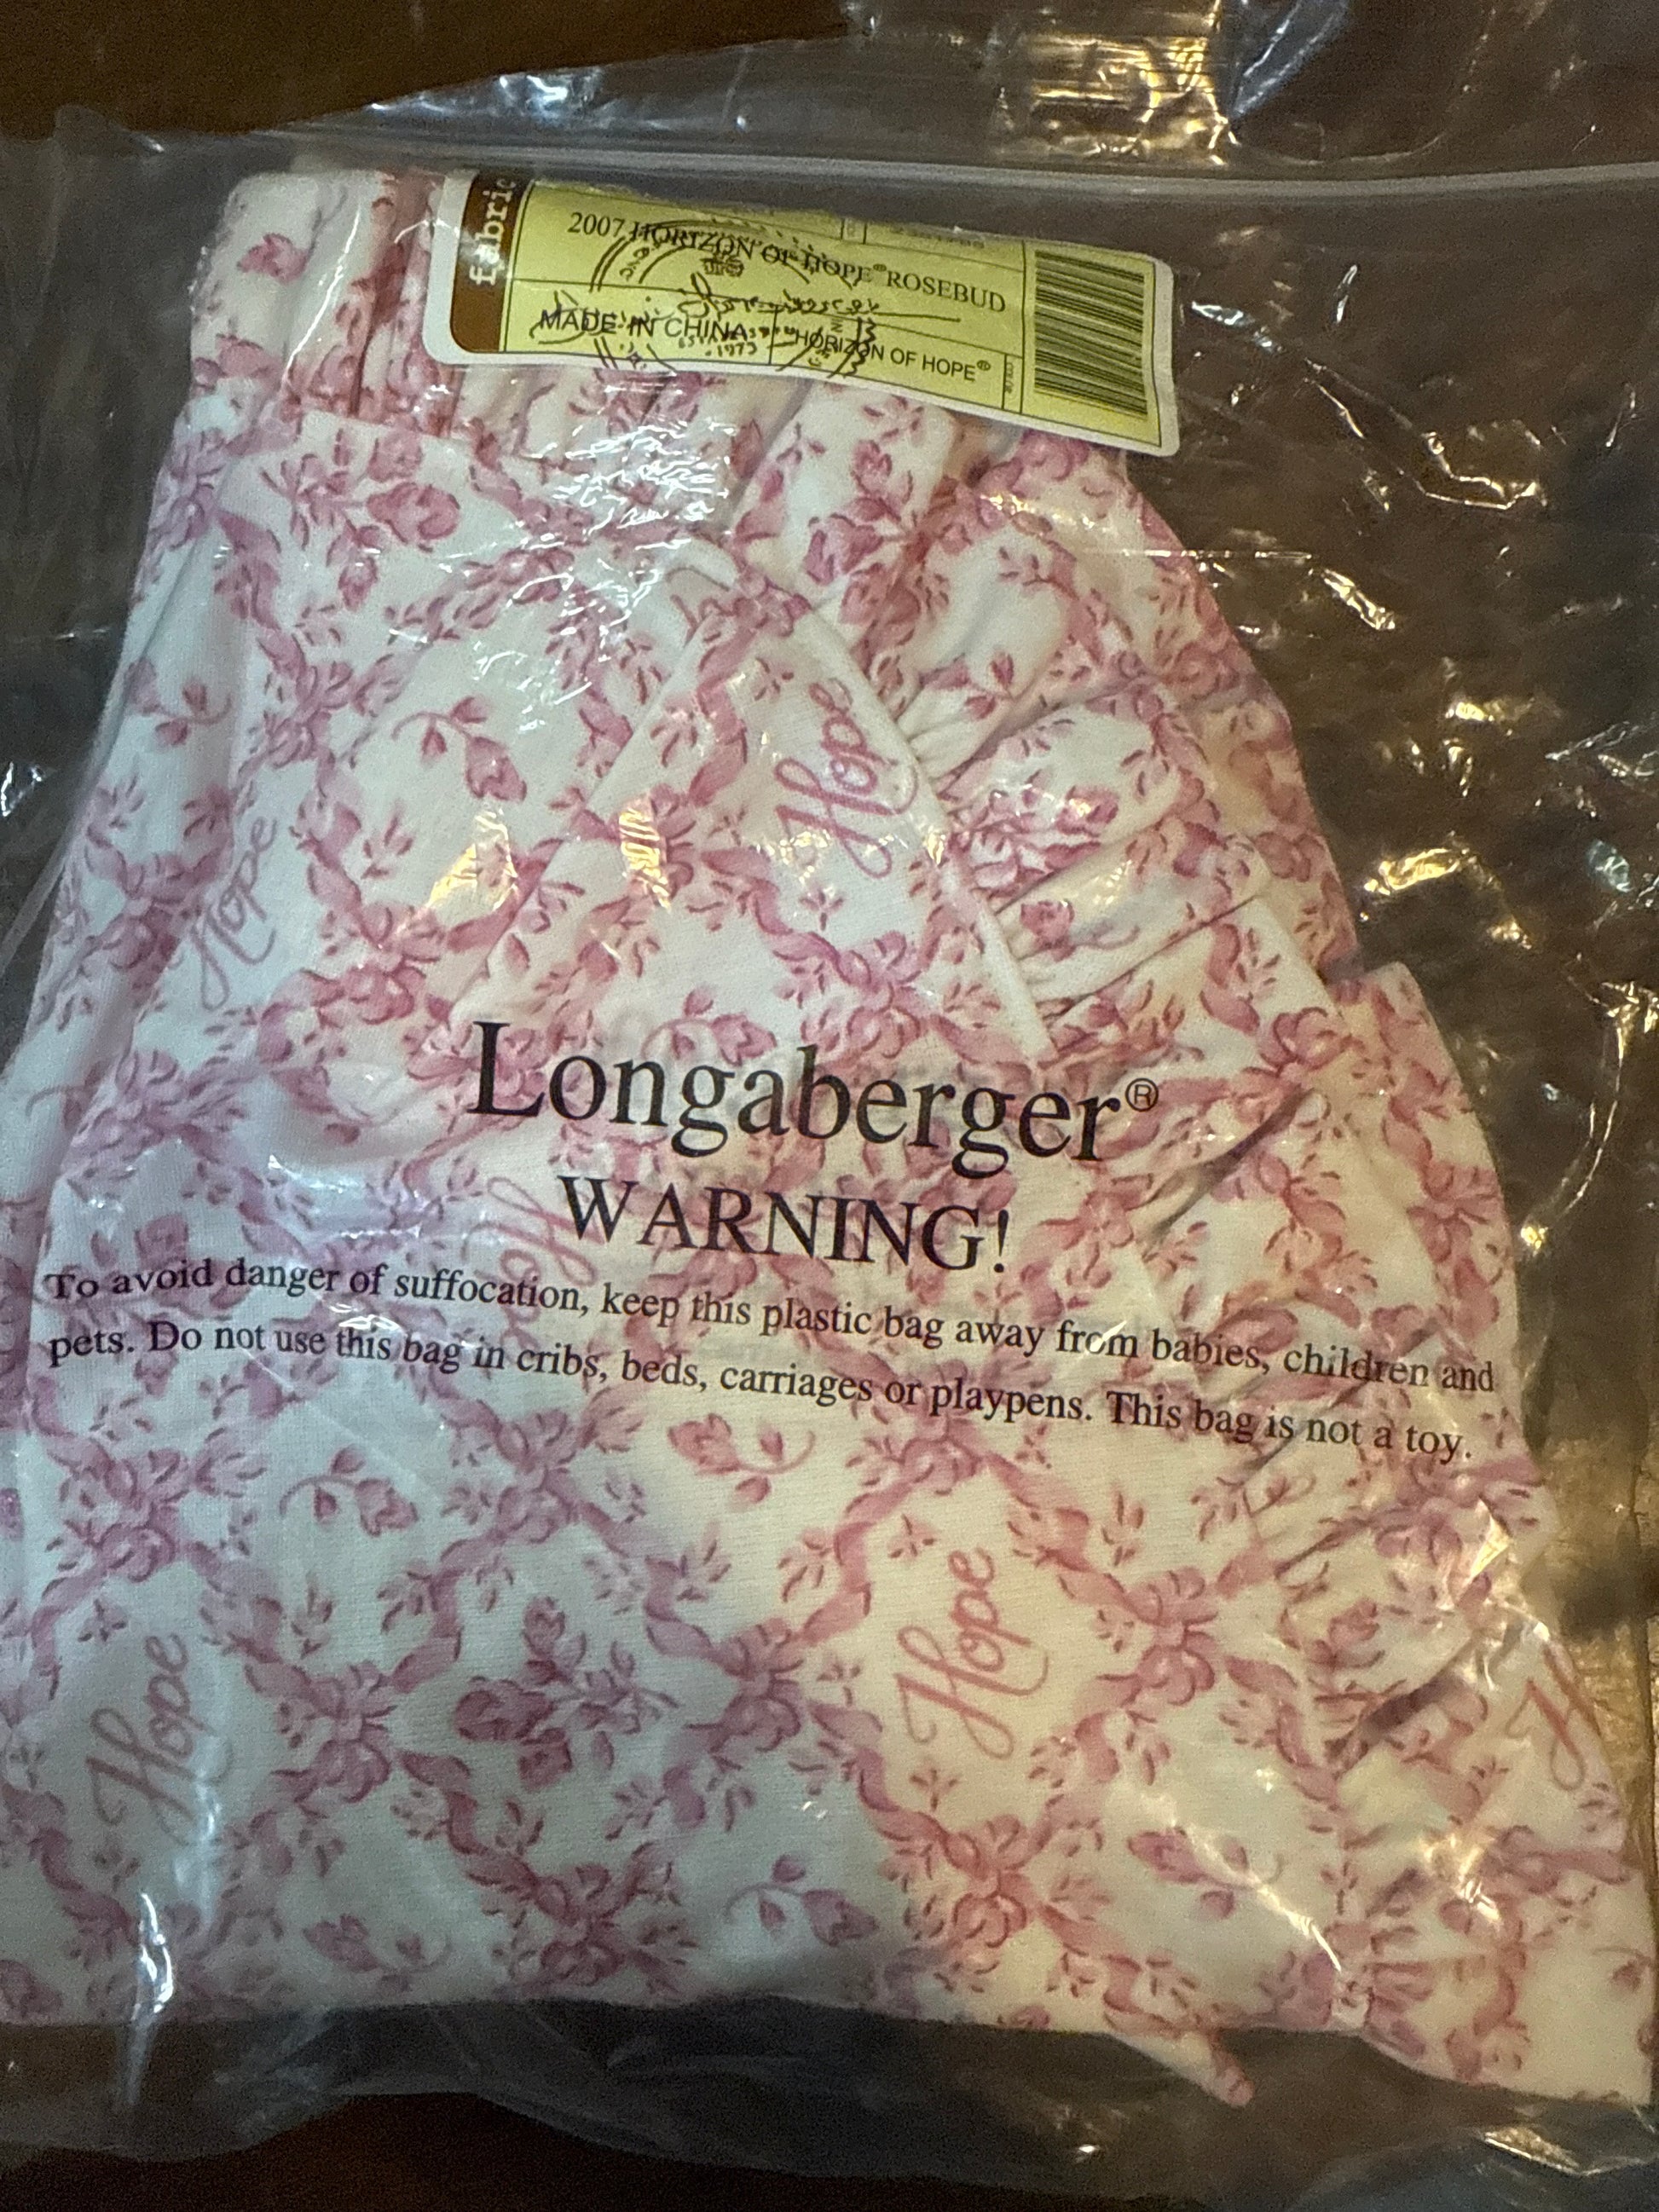 fabric
2007 HORIZON OF HOPE® ROSEBUD
MADE IN CHINA
HORIZON OF HOPE®
COLOR
Hope
Hope
Longaberger®
WARNING!
To avoid danger of suffocation, keep this plastic bag away from babies, children and
pets. Do not use this bag in cribs, beds, carriages or playpens. This bag is not a toy.
Hope
Hope